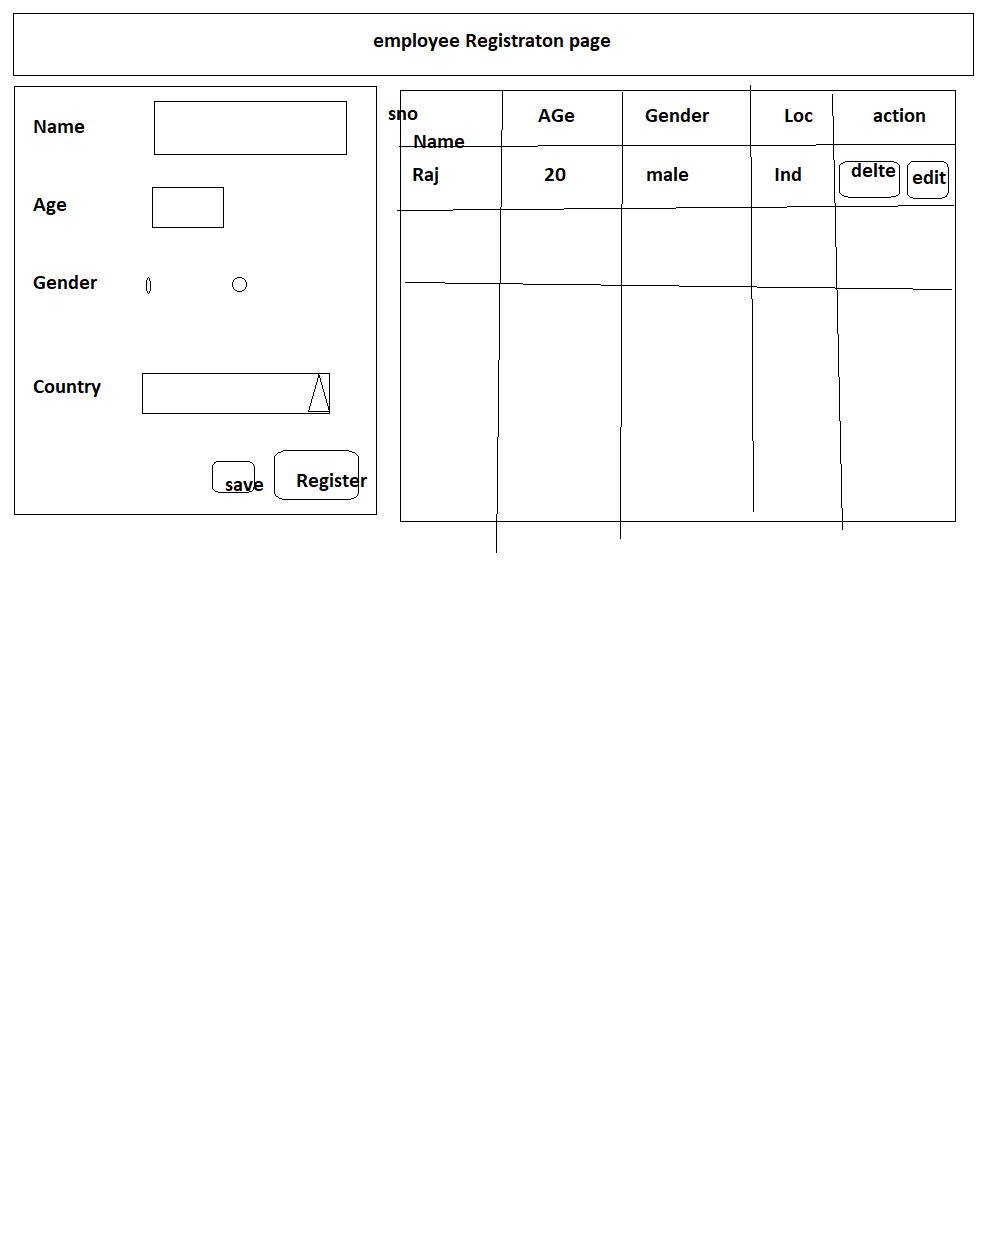 employee Registraton page
Name
Age
Gender
Country
save Register
sno
Name AGe Gender Loc action
Raj 20 male Ind delte edit